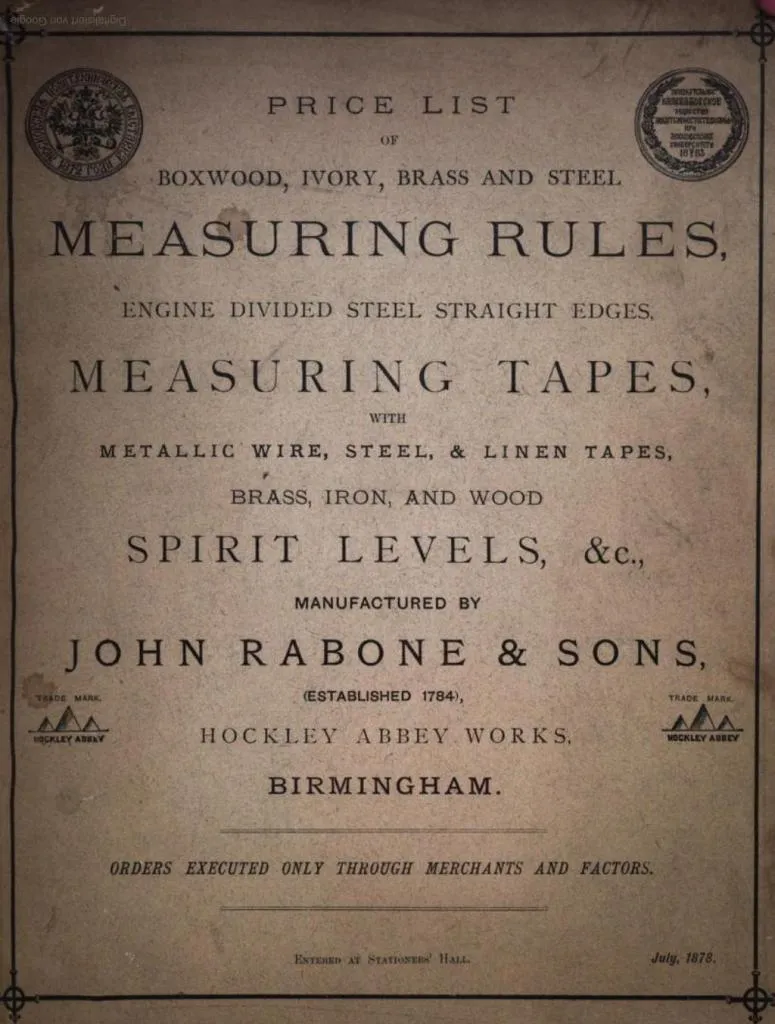 Digitalisiert von Google
PRICE LIST
OF
BOXWOOD, IVORY, BRASS AND STEEL
MEASURING RULES,
ENGINE DIVIDED STEEL STRAIGHT EDGES,
MEASURING TAPES,
WITH
METALLIC WIRE, STEEL, & LINEN TAPES,
BRASS, IRON, AND WOOD
SPIRIT LEVELS, &c.,
MANUFACTURED BY
JOHN RABONE & SONS,
(ESTABLISHED 1784),
TRADE MARK.
HOCKLEY ABBEY
TRADE MARK.
HOCKLEY ABBEY
HOCKLEY ABBEY WORKS,
BIRMINGHAM.
ORDERS EXECUTED ONLY THROUGH MERCHANTS AND FACTORS.
ENTERED AT STATIONERS' HALL.
July, 1878.